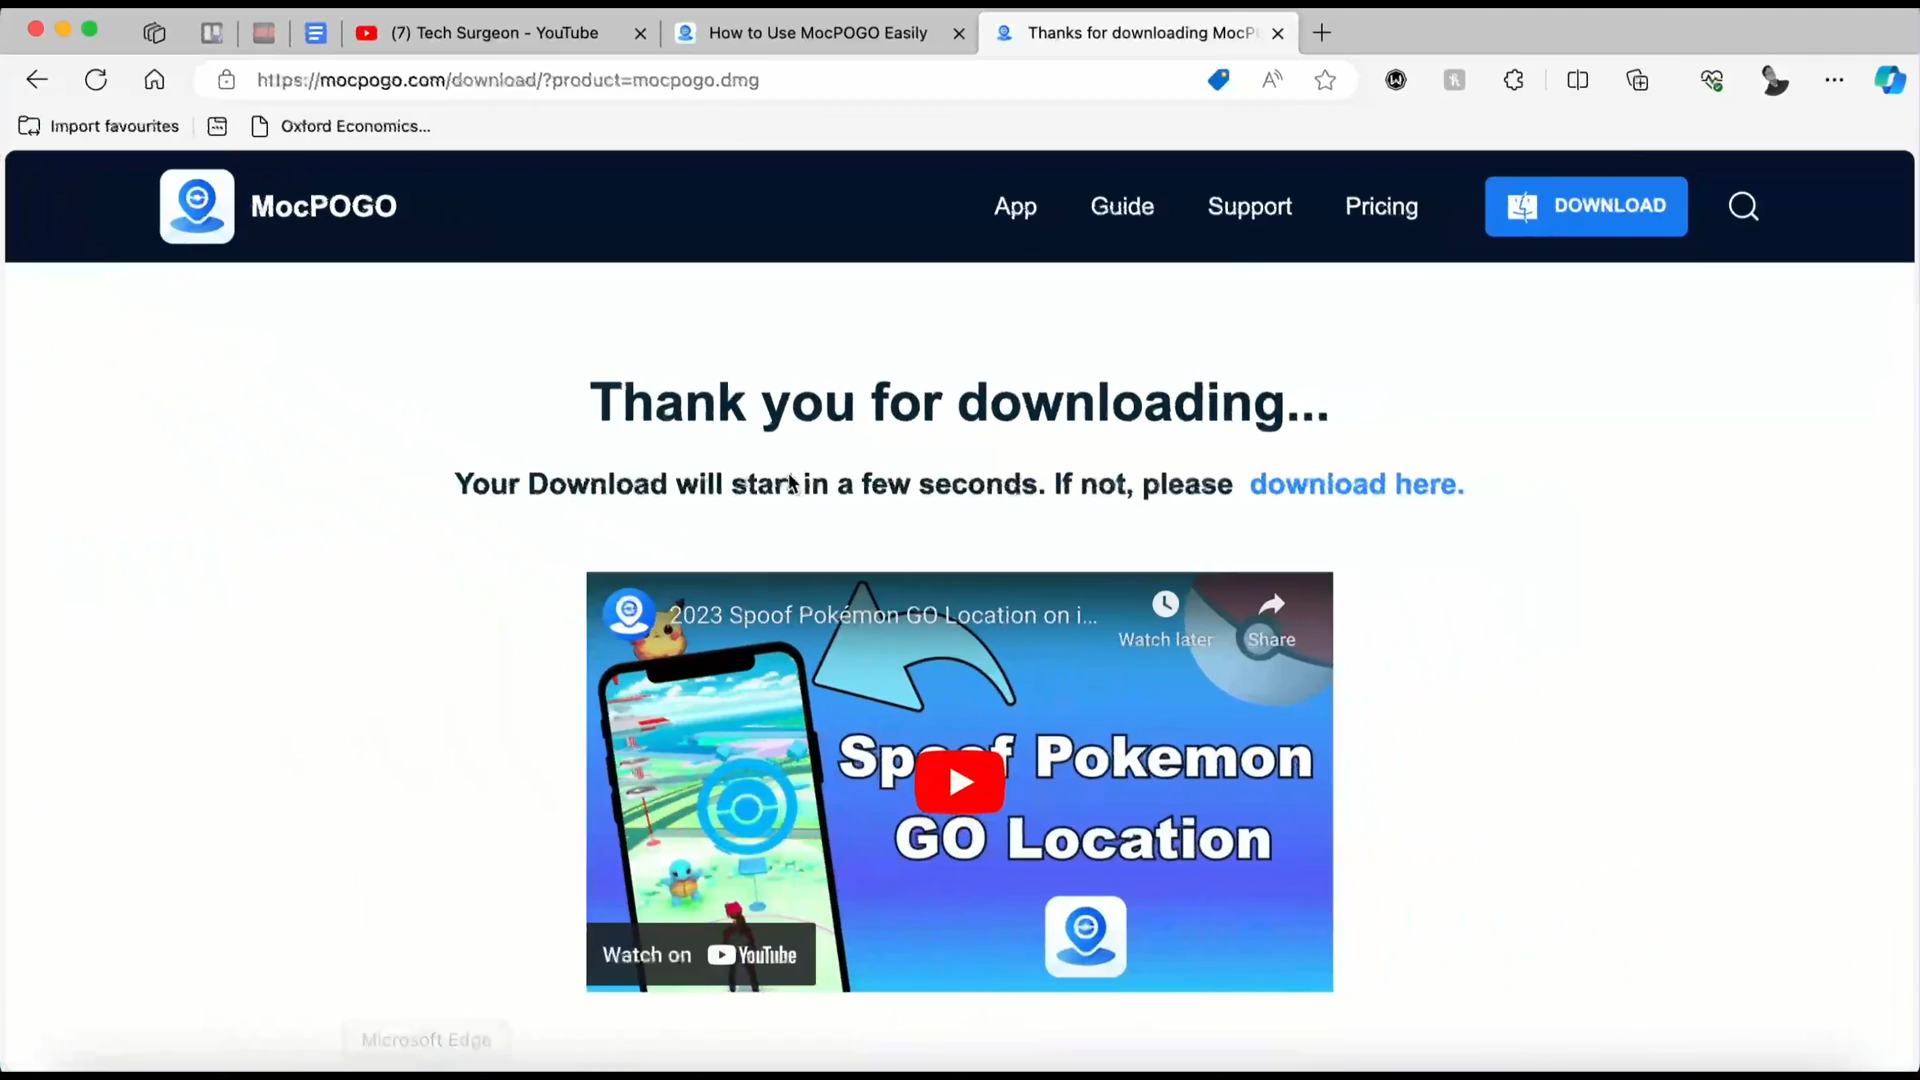 (7) Tech Surgeon - YouTube
How to Use MocPOGO Easily
Thanks for downloading MocP
https://mocpogo.com/download/?product=mocpogo.dmg
Import favourites
Oxford Economics...
MocPOGO
App
Guide
Support
Pricing
DOWNLOAD
Thank you for downloading...
Your Download will start in a few seconds. If not, please download here.
2023 Spoof Pokémon GO Location on i...
Watch later
Share
Spoof Pokemon
GO Location
Watch on YouTube
Microsoft Edge